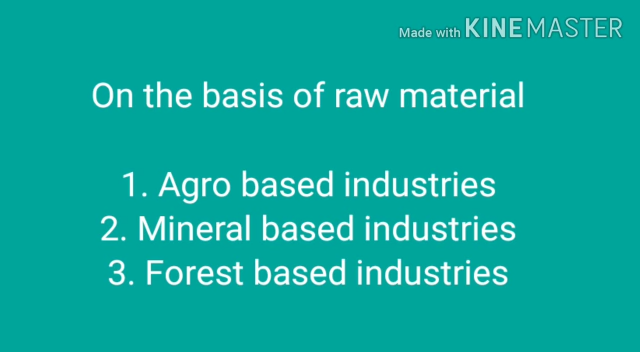 Made with KINEMASTER
On the basis of raw material
1. Agro based industries
2. Mineral based industries
3. Forest based industries